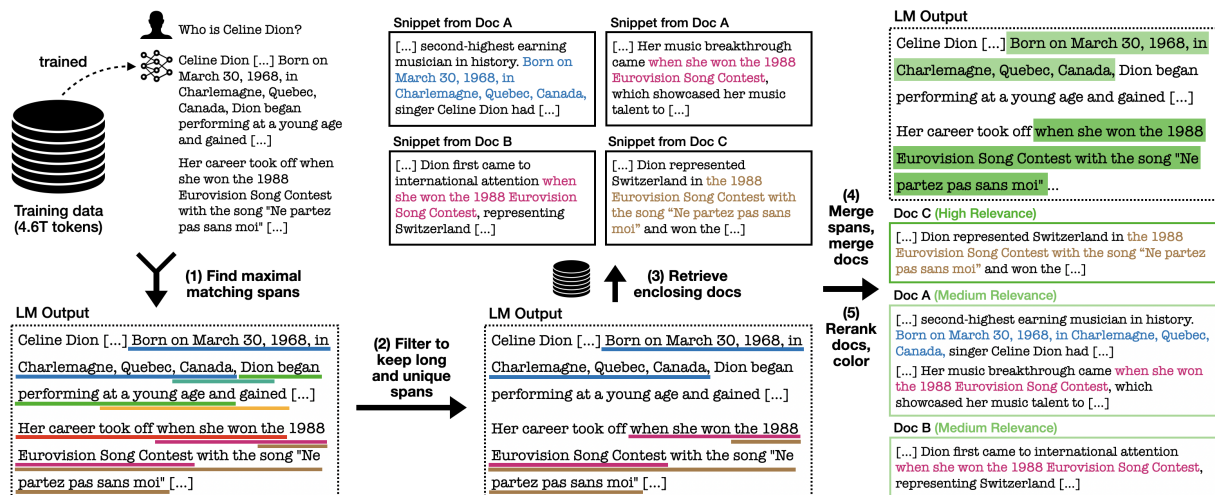 Who is Celine Dion?
trained
Celine Dion [...] Born on
March 30, 1968, in
Charlemagne, Quebec,
Canada, Dion began
performing at a young age
and gained [...]
Her career took off when
she won the 1988
Eurovision Song Contest
with the song "Ne partez
pas sans moi" [...]
Training data
(4.6T tokens)
(1) Find maximal
matching spans
LM Output
Celine Dion [...] Born on March 30, 1968, in
Charlemagne, Quebec, Canada, Dion began
performing at a young age and gained [...]
Her career took off when she won the 1988
Eurovision Song Contest with the song "Ne
partez pas sans moi" [...]
(2) Filter to
keep long
and unique
spans
LM Output
Celine Dion [...] Born on March 30, 1968, in
Charlemagne, Quebec, Canada, Dion began
performing at a young age and gained [...]
Her career took off when she won the 1988
Eurovision Song Contest with the song "Ne
partez pas sans moi" [...]
(3) Retrieve
enclosing docs
Snippet from Doc A
[...] second-highest earning
musician in history. Born on
March 30, 1968, in
Charlemagne, Quebec, Canada,
singer Celine Dion had [...]
Snippet from Doc A
[...] Her music breakthrough
came when she won the 1988
Eurovision Song Contest,
which showcased her music
talent to [...]
Snippet from Doc B
[...] Dion first came to
international attention when
she won the 1988 Eurovision
Song Contest, representing
Switzerland [...]
Snippet from Doc C
[...] Dion represented
Switzerland in the 1988
Eurovision Song Contest with
the song “Ne partez pas sans
moi” and won the [...]
(4)
Merge
spans,
merge
docs
(5)
Rerank
docs,
color
LM Output
Celine Dion [...] Born on March 30, 1968, in
Charlemagne, Quebec, Canada, Dion began
performing at a young age and gained [...]
Her career took off when she won the 1988
Eurovision Song Contest with the song "Ne
partez pas sans moi" ...
Doc C (High Relevance)
[...] Dion represented Switzerland in the 1988
Eurovision Song Contest with the song “Ne partez
pas sans moi” and won the [...]
Doc A (Medium Relevance)
[...] second-highest earning musician in history.
Born on March 30, 1968, in Charlemagne, Quebec,
Canada, singer Celine Dion had [...]
[...] Her music breakthrough came when she won
the 1988 Eurovision Song Contest, which
showcased her music talent to [...]
Doc B (Medium Relevance)
[...] Dion first came to international attention
when she won the 1988 Eurovision Song Contest,
representing Switzerland [...]